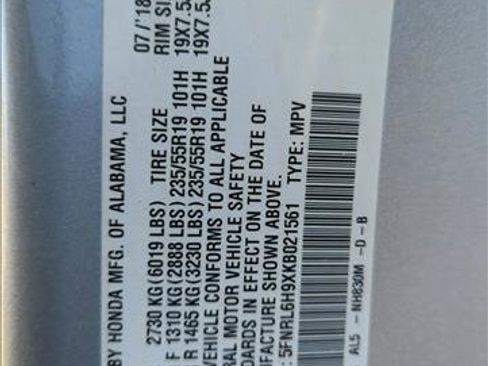 BY HONDA MFG. OF ALABAMA, LLC 07/'18
2730 KG(6019 LBS) TIRE SIZE RIM SI
F 1310 KG(2888 LBS)235/55R19 101H 19X7.5
R 1465 KG(3230 LBS)235/55R19 101H 19X7.5
VEHICLE CONFORMS TO ALL APPLICABLE
RAL MOTOR VEHICLE SAFETY
DARDS IN EFFECT ON THE DATE OF
FACTURE SHOWN ABOVE.
: 5FNRL6H9XKB021561 TYPE: MPV
AL5 - NH830M -D-B